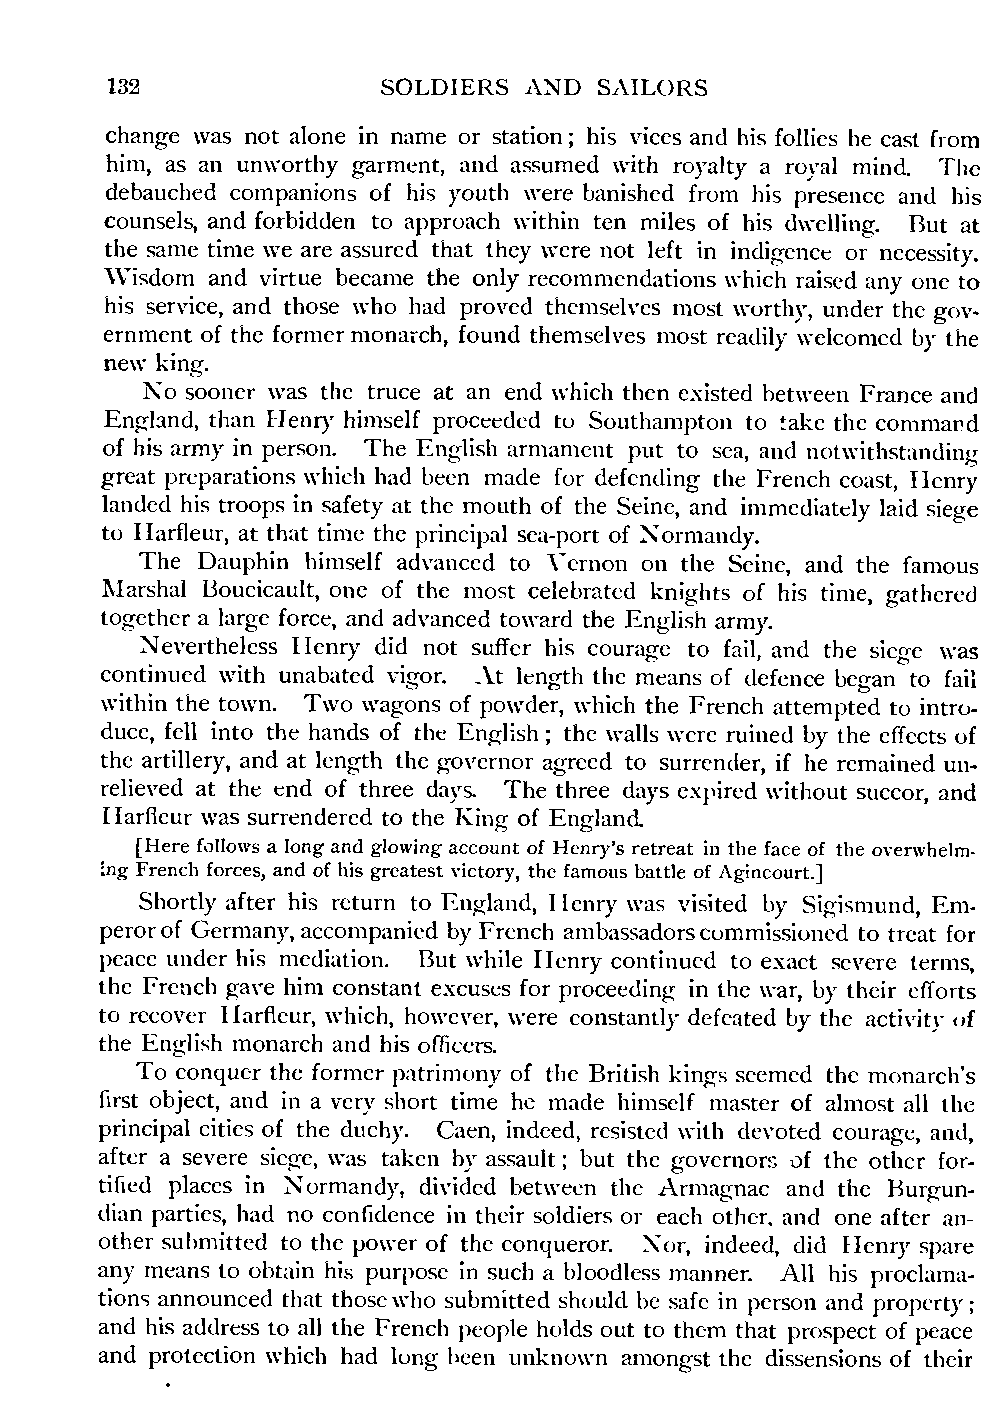 132 SOLDIERS AND SAILORS
change was not alone in name or station; his vices and his follies he cast from
him, as an unworthy garment, and assumed with royalty a royal mind. The
debauched companions of his youth were banished from his presence and his
counsels, and forbidden to approach within ten miles of his dwelling. But at
the same time we are assured that they were not left in indigence or necessity.
Wisdom and virtue became the only recommendations which raised any one to
his service, and those who had proved themselves most worthy, under the gov-
ernment of the former monarch, found themselves most readily welcomed by the
new king.
No sooner was the truce at an end which then existed between France and
England, than Henry himself proceeded to Southampton to take the command
of his army in person. The English armament put to sea, and notwithstanding
great preparations which had been made for defending the French coast, Henry
landed his troops in safety at the mouth of the Seine, and immediately laid siege
to Harfleur, at that time the principal sea-port of Normandy.
The Dauphin himself advanced to Vernon on the Seine, and the famous
Marshal Boucicault, one of the most celebrated knights of his time, gathered
together a large force, and advanced toward the English army.
Nevertheless Henry did not suffer his courage to fail, and the siege was
continued with unabated vigor. At length the means of defence began to fail
within the town. Two wagons of powder, which the French attempted to intro-
duce, fell into the hands of the English; the walls were ruined by the effects of
the artillery, and at length the governor agreed to surrender, if he remained un-
relieved at the end of three days. The three days expired without succor, and
Harfleur was surrendered to the King of England.
[Here follows a long and glowing account of Henry's retreat in the face of the overwhelm-
ing French forces, and of his greatest victory, the famous battle of Agincourt.]
Shortly after his return to England, Henry was visited by Sigismund, Em-
peror of Germany, accompanied by French ambassadors commissioned to treat for
peace under his mediation. But while Henry continued to exact severe terms,
the French gave him constant excuses for proceeding in the war, by their efforts
to recover Harfleur, which, however, were constantly defeated by the activity of
the English monarch and his officers.
To conquer the former patrimony of the British kings seemed the monarch's
first object, and in a very short time he made himself master of almost all the
principal cities of the duchy. Caen, indeed, resisted with devoted courage, and,
after a severe siege, was taken by assault; but the governors of the other for-
tified places in Normandy, divided between the Armagnac and the Burgun-
dian parties, had no confidence in their soldiers or each other, and one after an-
other submitted to the power of the conqueror. Nor, indeed, did Henry spare
any means to obtain his purpose in such a bloodless manner. All his proclama-
tions announced that those who submitted should be safe in person and property;
and his address to all the French people holds out to them that prospect of peace
and protection which had long been unknown amongst the dissensions of their